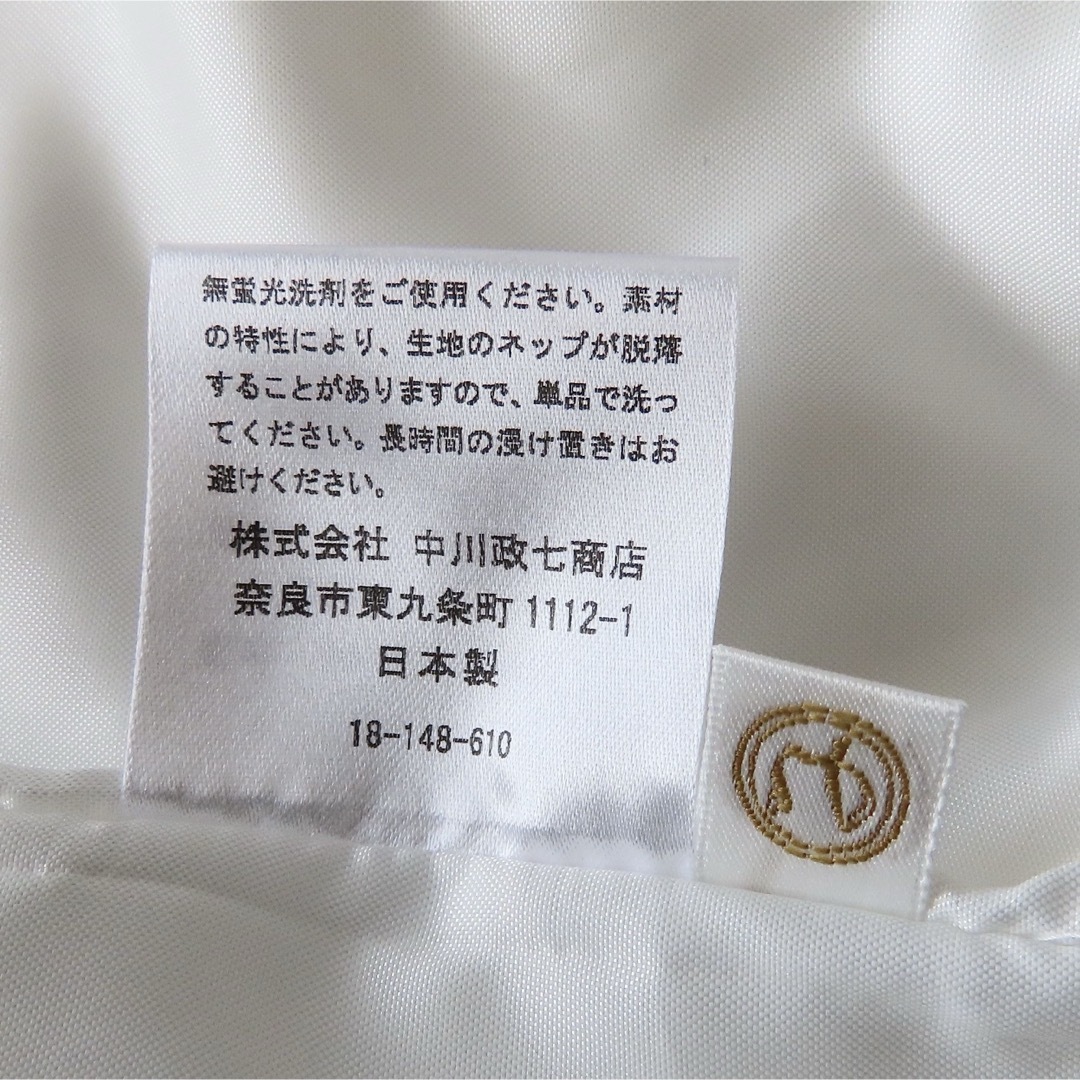 無蛍光洗剤をご使用ください。素材
の特性により、生地のネップが脱落
することがありますので、単品で洗っ
てください。長時間の浸け置きはお
避けください。
株式会社 中川政七商店
奈良市東九条町1112-1
日本製
18-148-610